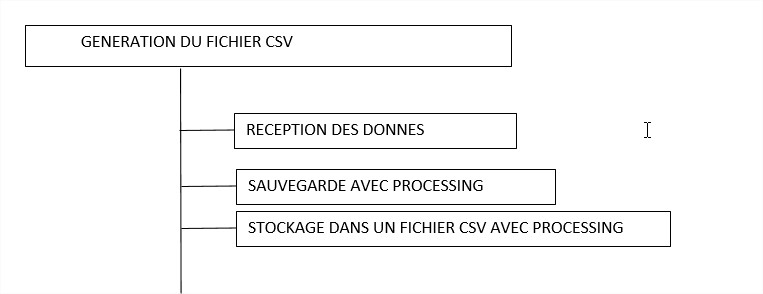 GENERATION DU FICHIER CSV
RECEPTION DES DONNES
SAUVEGARDE AVEC PROCESSING
STOCKAGE DANS UN FICHIER CSV AVEC PROCESSING